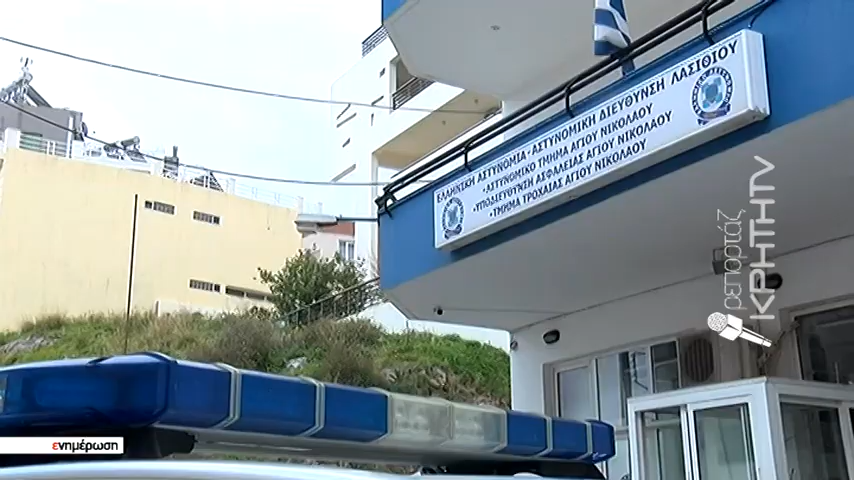 ΕΛΛΗΝΙΚΗ ΑΣΤΥΝΟΜΙΑ - ΑΣΤΥΝΟΜΙΚΗ ΔΙΕΥΘΥΝΣΗ ΛΑΣΙΘΙΟΥ
·ΑΣΤΥΝΟΜΙΚΟ ΤΜΗΜΑ ΑΓΙΟΥ ΝΙΚΟΛΑΟΥ
·ΥΠΟΔΙΕΥΘΥΝΣΗ ΑΣΦΑΛΕΙΑΣ ΑΓΙΟΥ ΝΙΚΟΛΑΟΥ
·ΤΜΗΜΑ ΤΡΟΧΑΙΑΣ ΑΓΙΟΥ ΝΙΚΟΛΑΟΥ
ρεπορτάζ
ΚΡΗΤΗTV
ενημέρωση